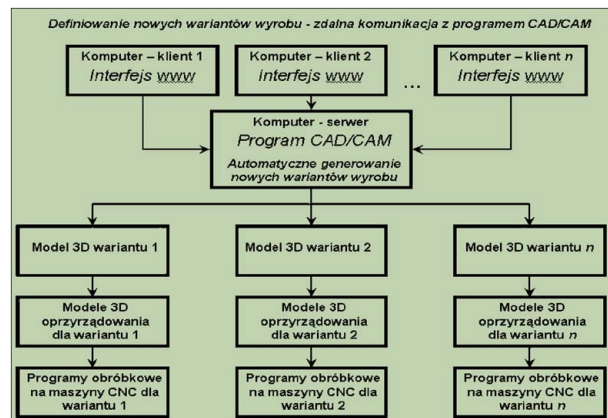 Definiowanie nowych wariantów wyrobu - zdalna komunikacja z programem CAD/CAM
Komputer – klient 1
Interfejs www
Komputer – klient 2
Interfejs www
...
Komputer – klient n
Interfejs www
Komputer - serwer
Program CAD/CAM
Automatyczne generowanie
nowych wariantów wyrobu
Model 3D wariantu 1
Model 3D wariantu 2
Model 3D wariantu n
Modele 3D
oprzyrządowania
dla wariantu 1
Modele 3D
oprzyrządowania
dla wariantu 2
Modele 3D
oprzyrządowania
dla wariantu n
Programy obróbkowe
na maszyny CNC dla
wariantu 1
Programy obróbkowe
na maszyny CNC dla
wariantu 2
Programy obróbkowe
na maszyny CNC dla
wariantu n